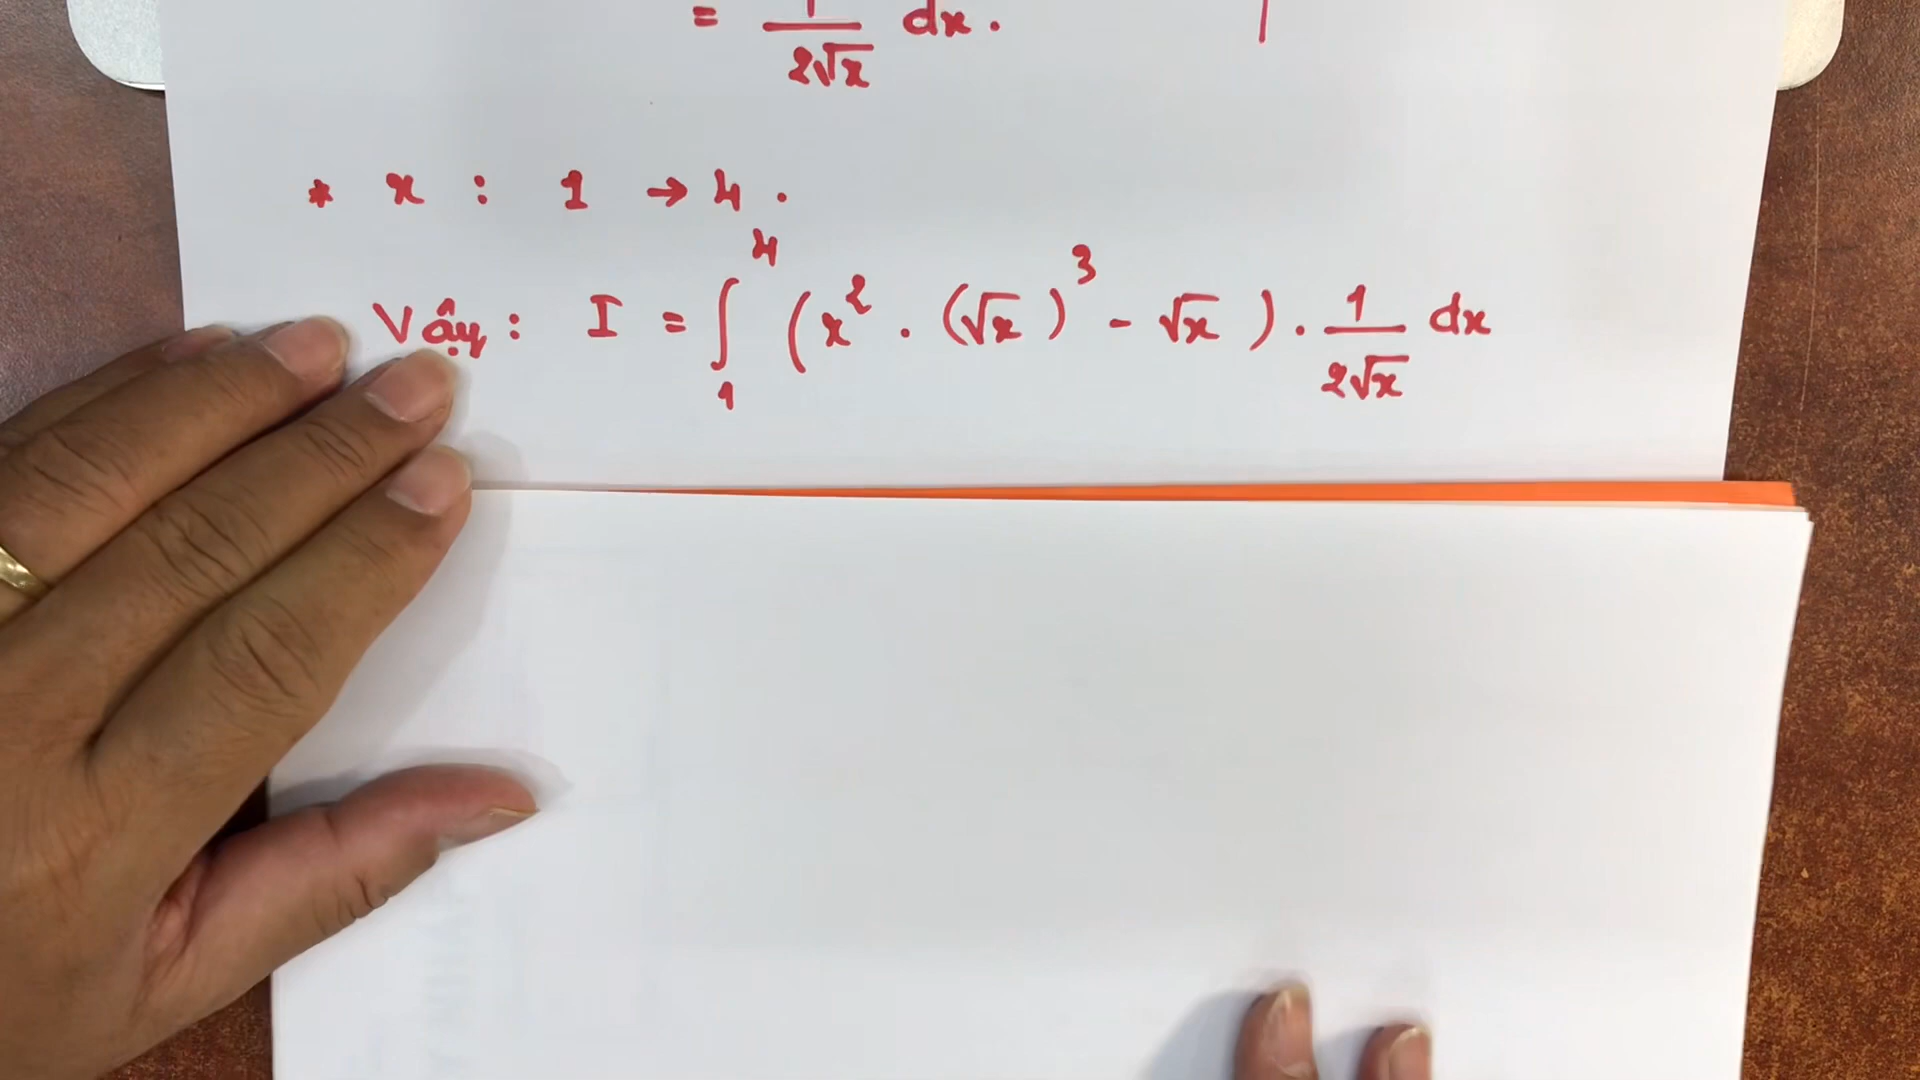 = 1/(2√x) dx.
* x : 1 → 4.
Vậy: I = ∫₁⁴ (x² . (√x)³ - √x) . 1/(2√x) dx